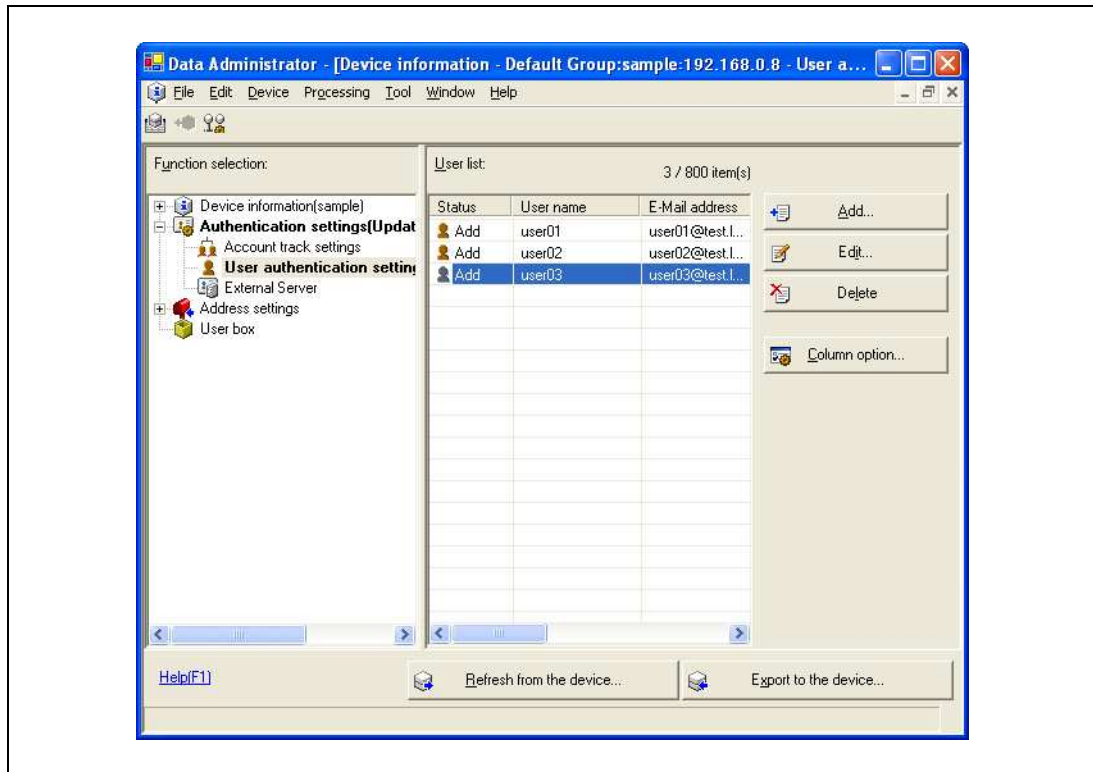 Data Administrator - [Device information - Default Group:sample:192.168.0.8 - User a...
File Edit Device Processing Tool Window Help
Function selection:
Device information(sample)
Authentication settings(Updat
Account track settings
User authentication setting
External Server
Address settings
User box
User list:
3 / 800 item(s)
Status User name E-Mail address
Add user01 user01@test.l...
Add user02 user02@test.l...
Add user03 user03@test.l...
Add...
Edit...
Delete
Column option...
Help(F1)
Refresh from the device...
Export to the device...